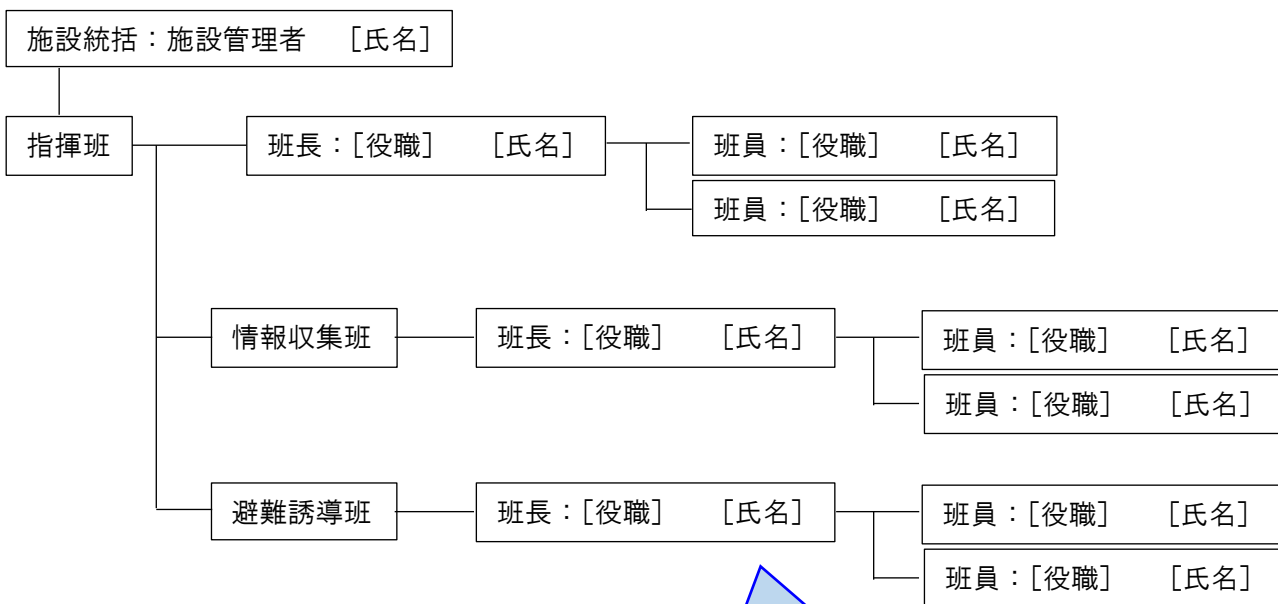 施設統括：施設管理者　［氏名］
指揮班　班長：［役職］　［氏名］　班員：［役職］　［氏名］
班員：［役職］　［氏名］
情報収集班　班長：［役職］　［氏名］　班員：［役職］　［氏名］
班員：［役職］　［氏名］
避難誘導班　班長：［役職］　［氏名］　班員：［役職］　［氏名］
班員：［役職］　［氏名］